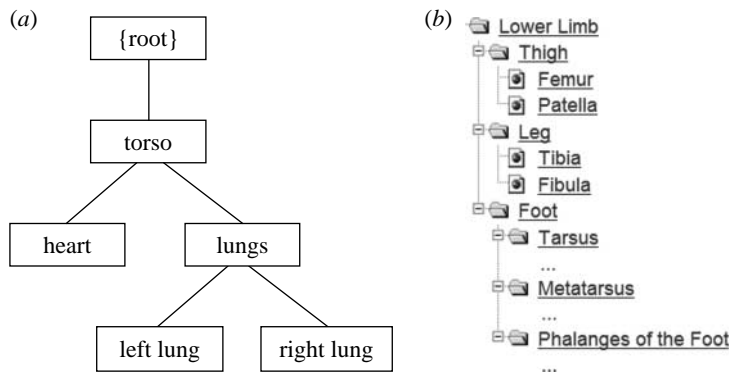 (a)
{root}
torso
heart lungs
left lung right lung
(b)
Lower Limb
Thigh
Femur
Patella
Leg
Tibia
Fibula
Foot
Tarsus
...
Metatarsus
...
Phalanges of the Foot
...